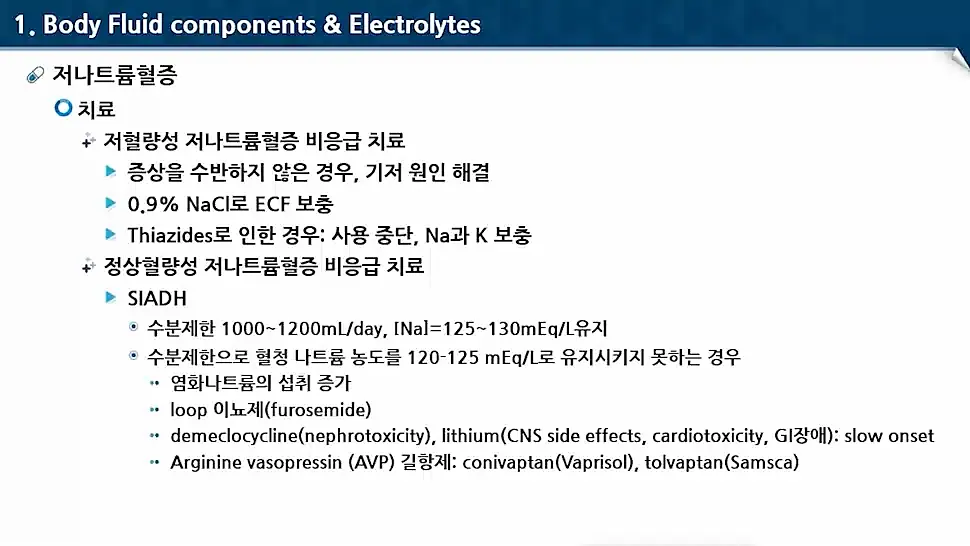 1. Body Fluid components & Electrolytes
저나트륨혈증
치료
저혈량성 저나트륨혈증 비응급 치료
증상을 수반하지 않은 경우, 기저 원인 해결
0.9% NaCl로 ECF 보충
Thiazides로 인한 경우: 사용 중단, Na과 K 보충
정상혈량성 저나트륨혈증 비응급 치료
SIADH
수분제한 1000~1200mL/day, [Na]=125~130mEq/L유지
수분제한으로 혈청 나트륨 농도를 120-125 mEq/L로 유지시키지 못하는 경우
염화나트륨의 섭취 증가
loop 이뇨제(furosemide)
demeclocycline(nephrotoxicity), lithium(CNS side effects, cardiotoxicity, GI장애): slow onset
Arginine vasopressin (AVP) 길항제: conivaptan(Vaprisol), tolvaptan(Samsca)